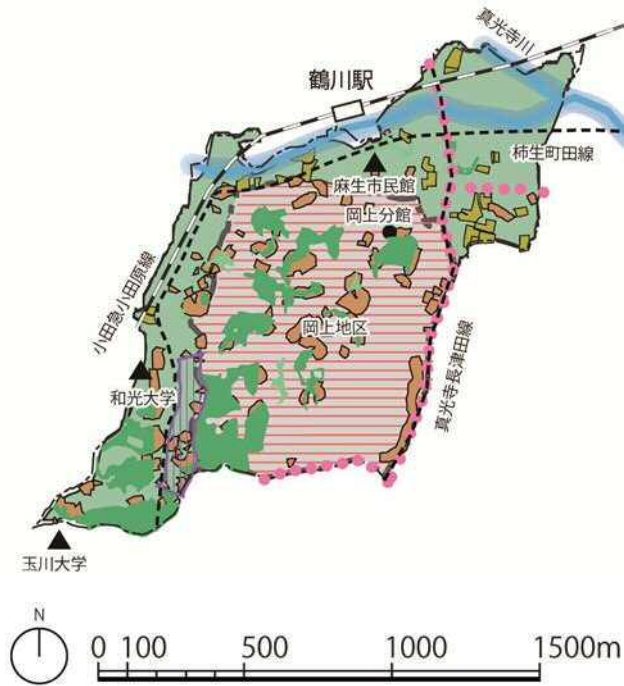 真光寺川
鶴川駅
柿生町田線
麻生市民館
岡上分館
小田急小田原線
岡上地区
真光寺長津田線
和光大学
玉川大学
N
0 100 500 1000 1500m